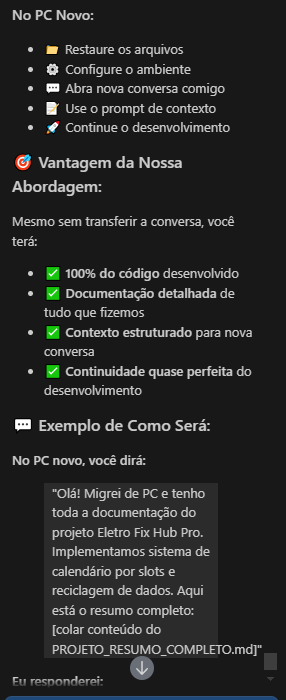 No PC Novo:
📁 Restaure os arquivos
⚙️ Configure o ambiente
💬 Abra nova conversa comigo
📝 Use o prompt de contexto
🚀 Continue o desenvolvimento
🎯 Vantagem da Nossa
Abordagem:
Mesmo sem transferir a conversa, você
terá:
✅ 100% do código desenvolvido
✅ Documentação detalhada de
tudo que fizemos
✅ Contexto estruturado para nova
conversa
✅ Continuidade quase perfeita do
desenvolvimento
💬 Exemplo de Como Será:
No PC novo, você dirá:
"Olá! Migrei de PC e tenho
toda a documentação do
projeto Eletro Fix Hub Pro.
Implementamos sistema de
calendário por slots e
reciclagem de dados. Aqui
está o resumo completo:
[colar conteúdo do
PROJETO_RESUMO_COMPLETO.md]"
Eu responderei: